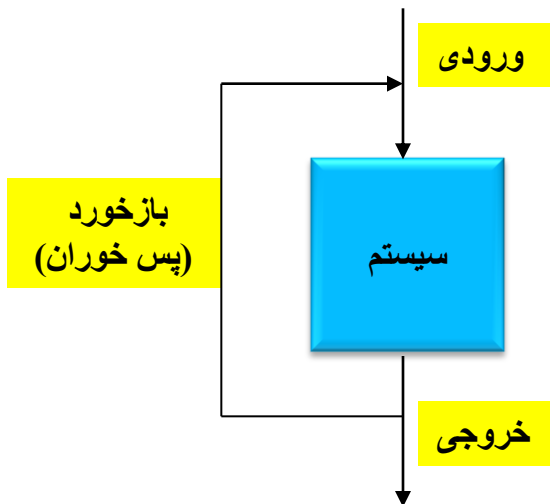 ورودی
بازخورد
(پس خوران)
سیستم
خروجی